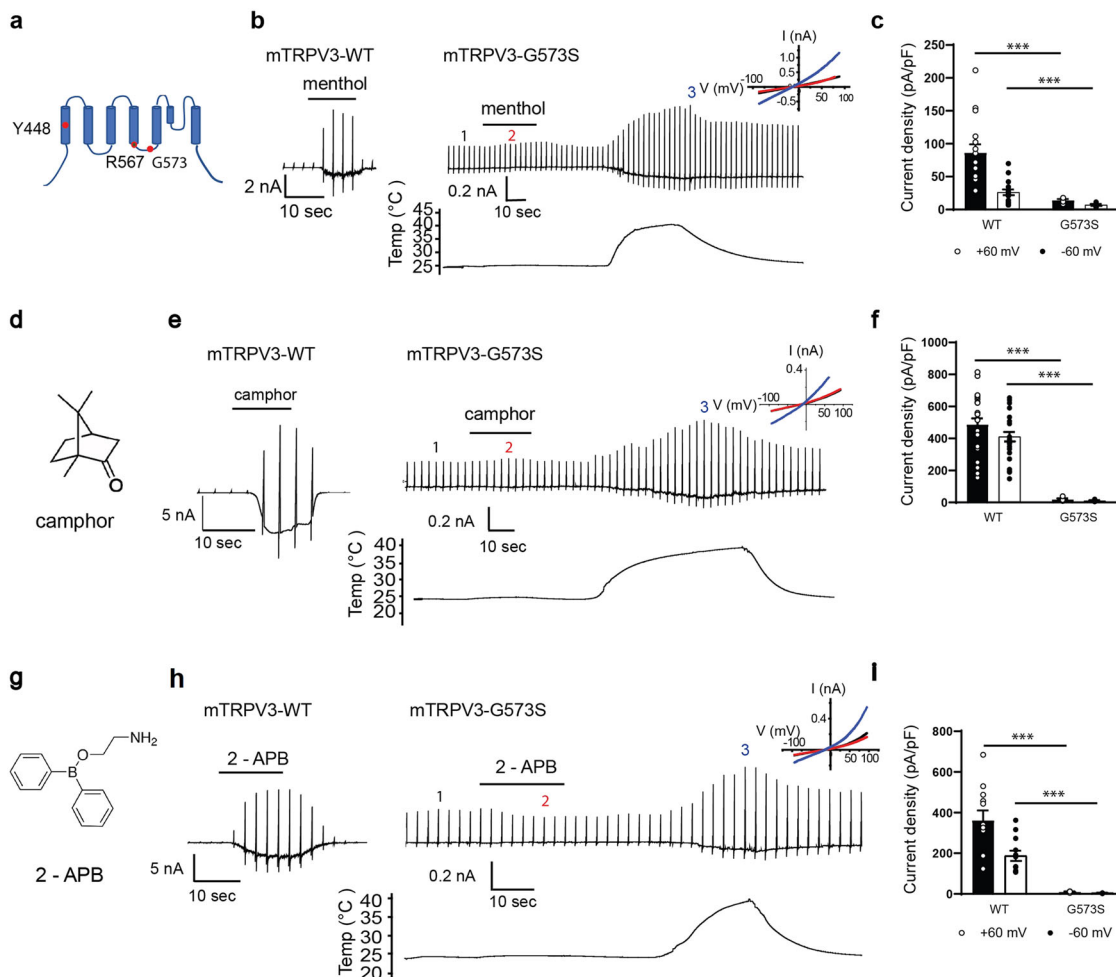 a
Y448
R567
G573
b
mTRPV3-WT
menthol
2 nA
10 sec
mTRPV3-G573S
menthol
1
2
3
0.2 nA
10 sec
I (nA)
1.0
0.5
-0.5
-100
V (mV)
50 100
Temp (°C)
45
40
35
30
25
c
Current density (pA/pF)
250
200
150
100
50
0
***
***
WT
G573S
+60 mV
-60 mV
d
camphor
e
mTRPV3-WT
camphor
5 nA
10 sec
mTRPV3-G573S
camphor
1
2
3
0.2 nA
10 sec
I (nA)
0.4
-100
V (mV)
50 100
Temp (°C)
40
35
30
25
20
f
Current density (pA/pF)
1000
800
600
400
200
0
***
***
WT
G573S
g
O
NH2
B
2 - APB
h
mTRPV3-WT
2 - APB
5 nA
10 sec
mTRPV3-G573S
2 - APB
1
2
3
0.2 nA
10 sec
I (nA)
0.4
-100
V (mV)
50 100
Temp (°C)
40
35
30
25
20
i
Current density (pA/pF)
800
600
400
200
0
***
***
WT
G573S
+60 mV
-60 mV